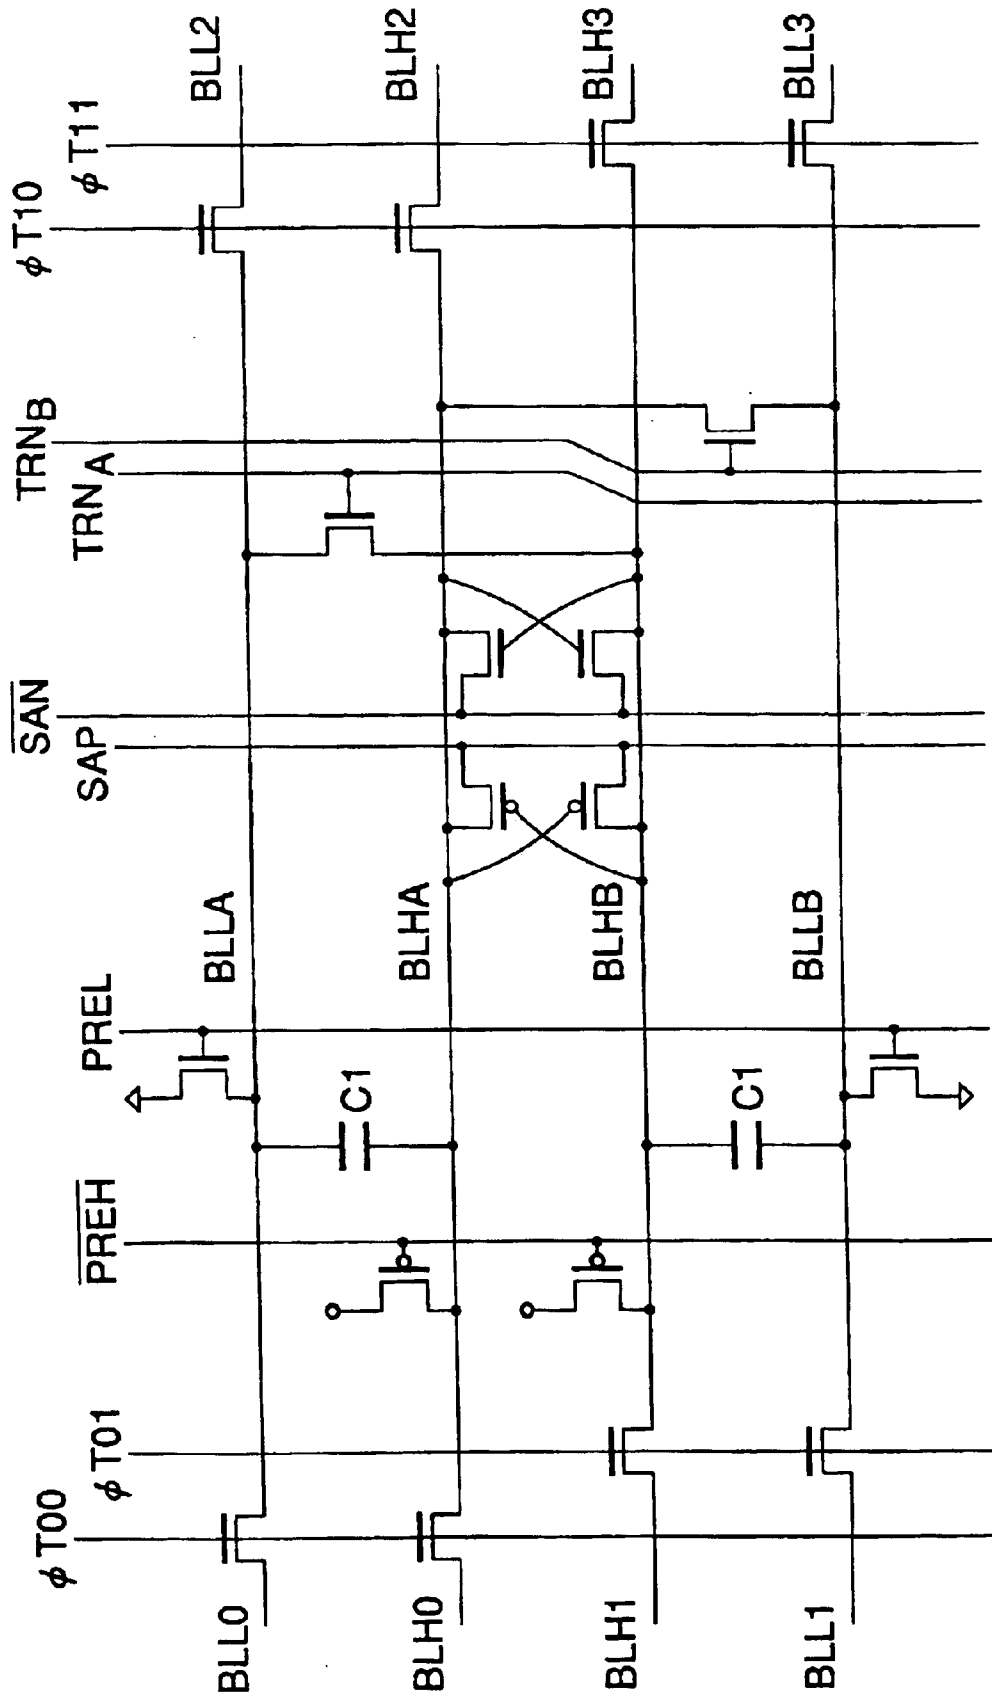 φT00
φT01
PREH
PREL
SAP
SAN
TRNA
TRNB
φT10
φT11
BLL0
BLLA
BLL2
C1
BLH0
BLHA
BLH2
BLH1
BLHB
BLH3
C1
BLL1
BLLB
BLL3